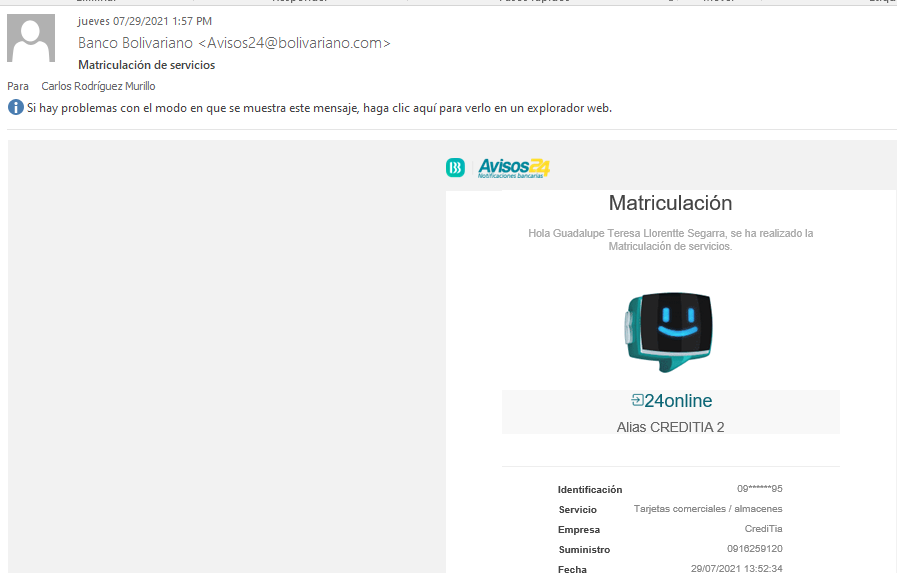 jueves 07/29/2021 1:57 PM
Banco Bolivariano <Avisos24@bolivariano.com>
Matriculación de servicios
Para Carlos Rodríguez Murillo
Si hay problemas con el modo en que se muestra este mensaje, haga clic aquí para verlo en un explorador web.
Avisos24
Notificaciones bancarias
Matriculación
Hola Guadalupe Teresa Llorentte Segarra, se ha realizado la
Matriculación de servicios.
24online
Alias CREDITIA 2
Identificación 09******95
Servicio Tarjetas comerciales / almacenes
Empresa CrediTia
Suministro 0916259120
Fecha 29/07/2021 13:52:34